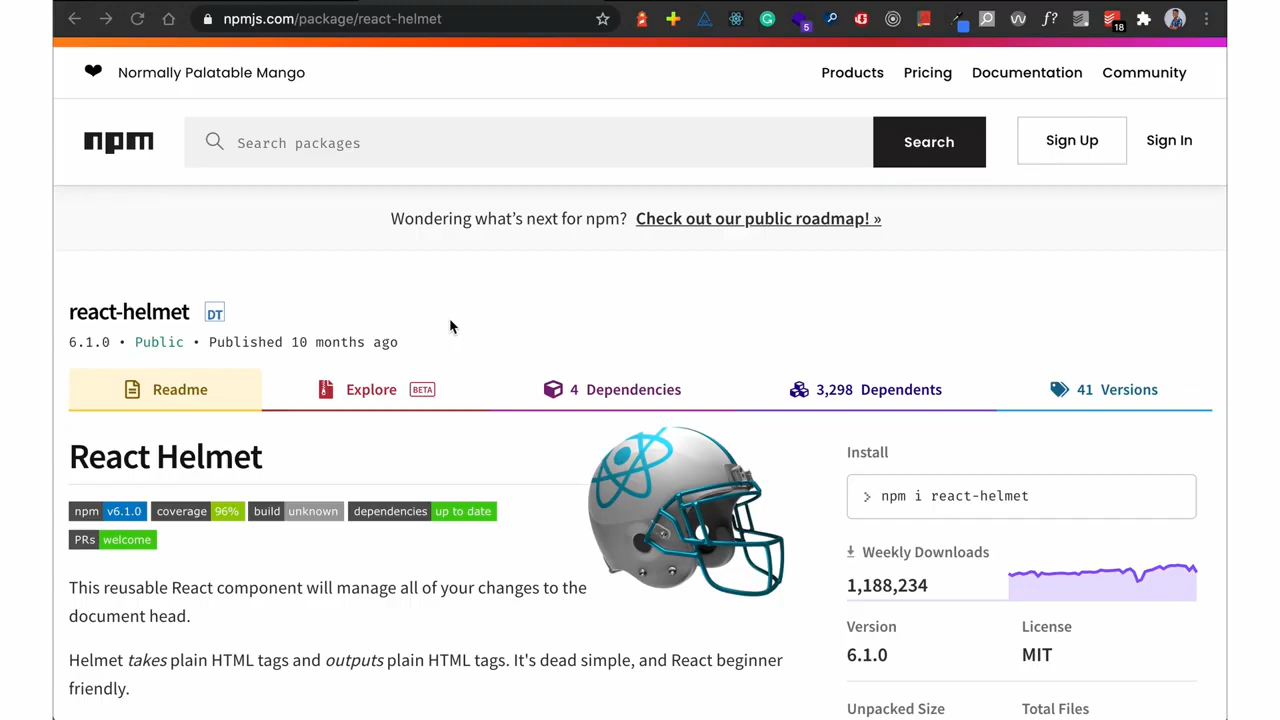 npmjs.com/package/react-helmet
5
f?
18
❤ Normally Palatable Mango
Products Pricing Documentation Community
npm
Search packages
Search
Sign Up
Sign In
Wondering what's next for npm? Check out our public roadmap! »
react-helmet DT
6.1.0 • Public • Published 10 months ago
Readme
Explore BETA
4 Dependencies
3,298 Dependents
41 Versions
React Helmet
npm v6.1.0 coverage 96% build unknown dependencies up to date
PRs welcome
This reusable React component will manage all of your changes to the
document head.
Helmet takes plain HTML tags and outputs plain HTML tags. It's dead simple, and React beginner
friendly.
Install
> npm i react-helmet
Weekly Downloads
1,188,234
Version License
6.1.0 MIT
Unpacked Size Total Files